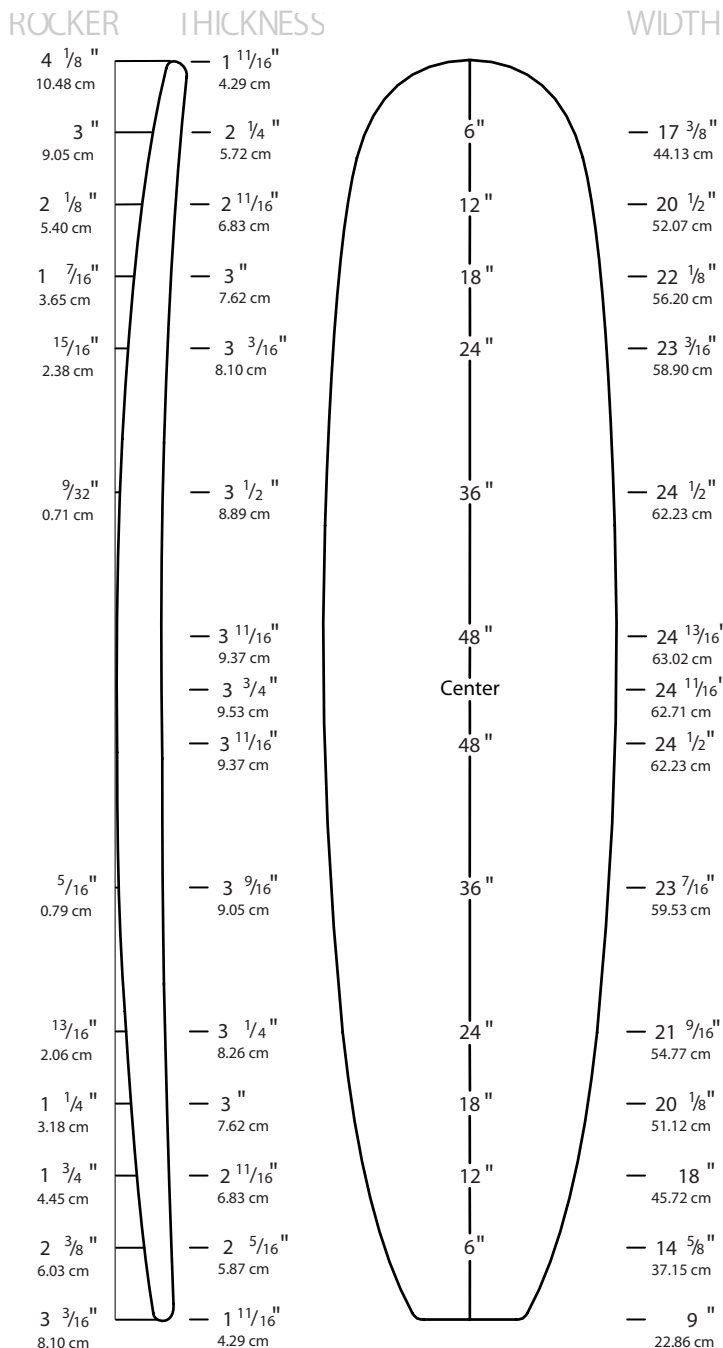 ROCKER THICKNESS WIDTH
4 1/8" 1 11/16"
10.48 cm 4.29 cm
3 " 2 1/4 " 6" 17 3/8"
9.05 cm 5.72 cm 44.13 cm
2 1/8 " 2 11/16" 12" 20 1/2"
5.40 cm 6.83 cm 52.07 cm
1 7/16" 3 " 18" 22 1/8"
3.65 cm 7.62 cm 56.20 cm
15/16" 3 3/16" 24" 23 3/16"
2.38 cm 8.10 cm 58.90 cm
9/32" 3 1/2 " 36" 24 1/2"
0.71 cm 8.89 cm 62.23 cm
3 11/16" 48" 24 13/16'
9.37 cm 63.02 cm
3 3/4 " Center 24 11/16'
9.53 cm 62.71 cm
3 11/16" 48" 24 1/2"
9.37 cm 62.23 cm
5/16" 3 9/16" 36" 23 7/16"
0.79 cm 9.05 cm 59.53 cm
13/16" 3 1/4 " 24" 21 9/16"
2.06 cm 8.26 cm 54.77 cm
1 1/4 " 3 " 18" 20 1/8"
3.18 cm 7.62 cm 51.12 cm
1 3/4 " 2 11/16" 12" 18 "
4.45 cm 6.83 cm 45.72 cm
2 3/8 " 2 5/16" 6" 14 5/8"
6.03 cm 5.87 cm 37.15 cm
3 3/16" 1 11/16" 9 "
8.10 cm 4.29 cm 22.86 cm